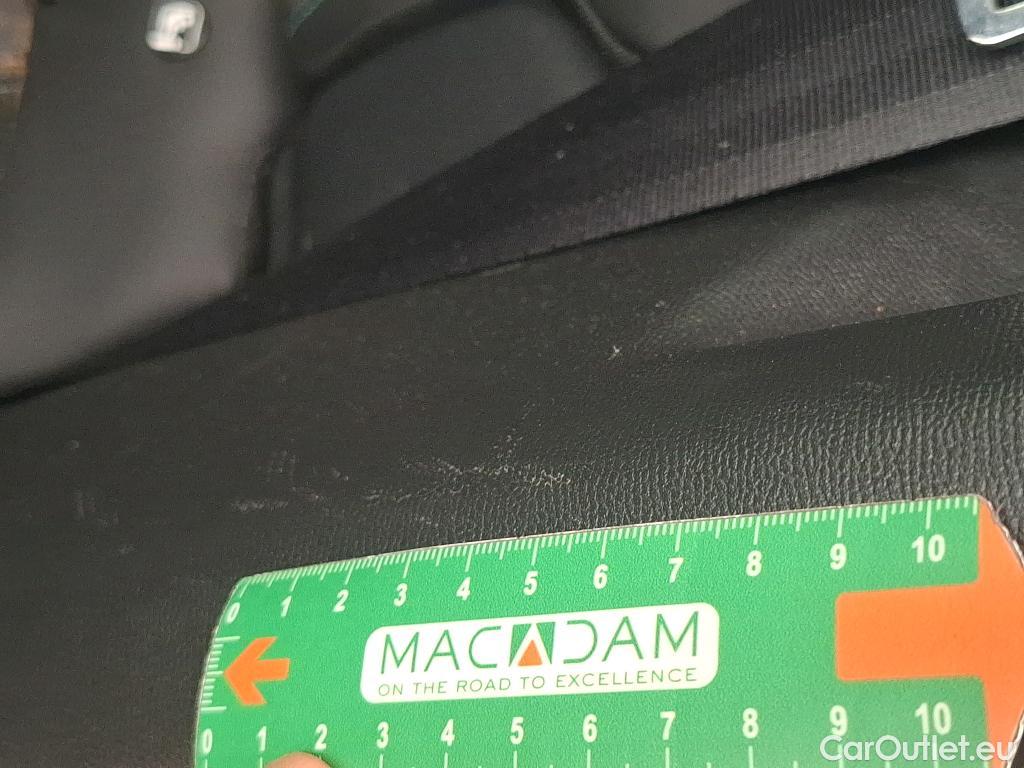 0 1 2 3 4 5 6 7 8 9 10
MACADAM
ON THE ROAD TO EXCELLENCE
0 1 2 3 4 5 6 7 8 9 10
CarOutlet.eu